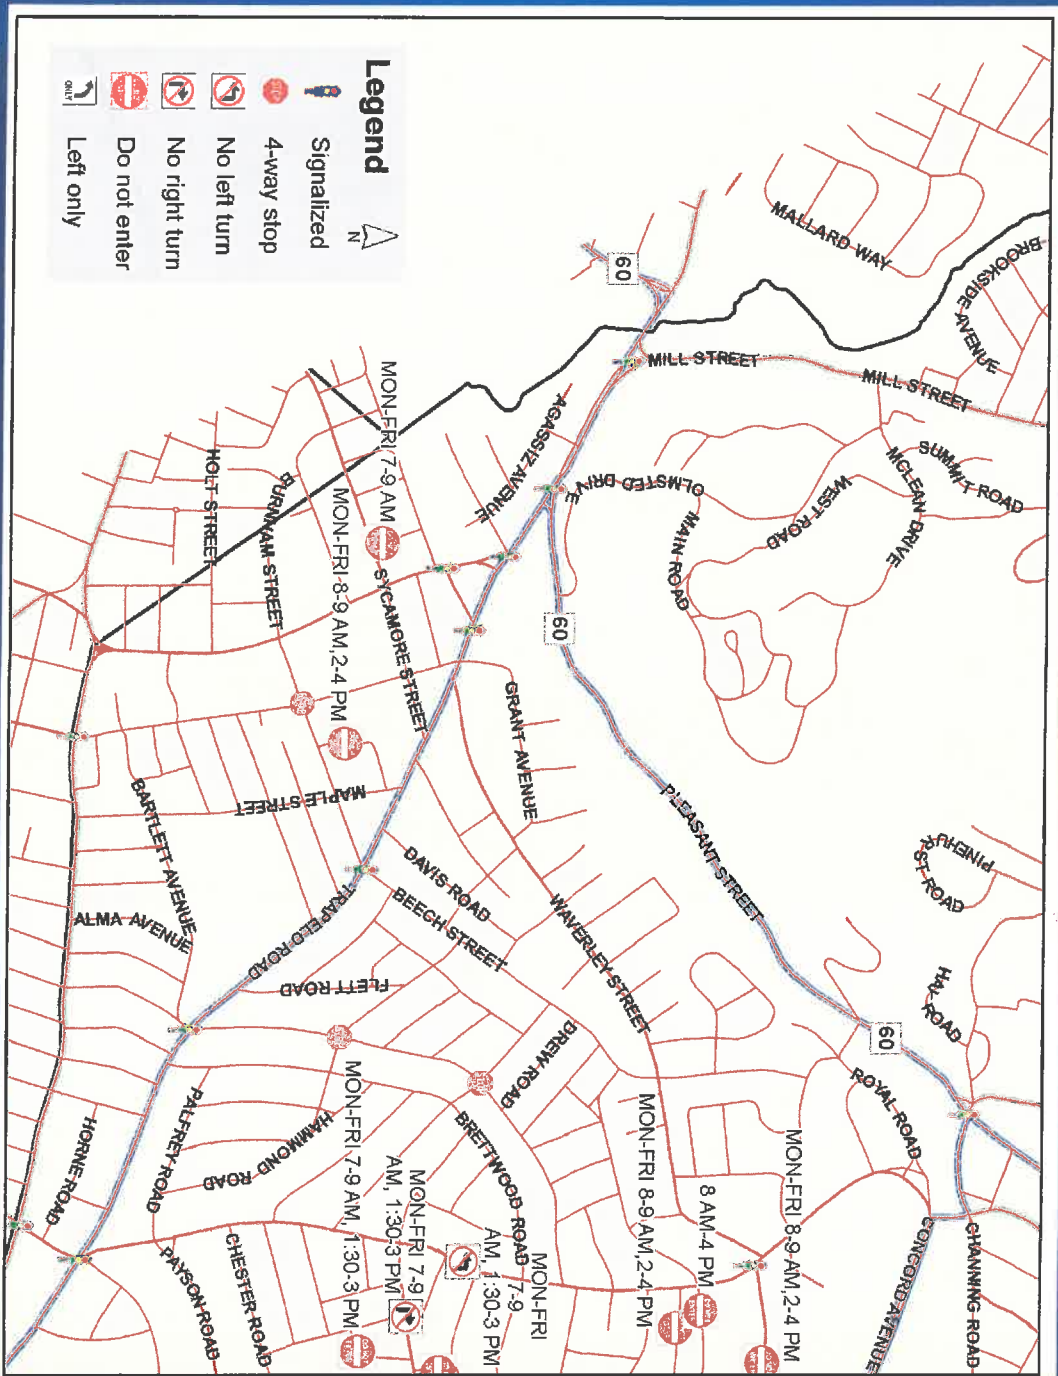 Legend
N
Signalized
4-way stop
No left turn
No right turn
Do not enter
Left only
ONLY
STOP
MALLARD WAY
BROOKSIDE AVENUE
60
MILL STREET
MILL STREET
SUMMIT ROAD
MCLEAN DRIVE
WEST ROAD
OLMSTED DRIVE
MAIN ROAD
AGASSIZ AVENUE
60
MON-FRI 7-9 AM
SYCAMORE STREET
MON-FRI 8-9 AM, 2-4 PM
BURNHAM STREET
HOLT STREET
GRANT AVENUE
PLEASANT STREET
MAPLE STREET
BARTLETT AVENUE
ALMA AVENUE
DAVIS ROAD
BEECH STREET
TRAPELO ROAD
FLETT ROAD
WAVERLEY STREET
PINEHURST ROAD
DREW ROAD
60
ROYAL ROAD
CHANNING ROAD
CONCORD AVENUE
MON-FRI 8-9 AM, 2-4 PM
8 AM-4 PM
MON-FRI 8-9 AM, 2-4 PM
BRETTWOOD ROAD
MON-FRI
7-9
AM, 1:30-3 PM
MON-FRI 7-9
AM, 1:30-3 PM
MON-FRI 7-9 AM, 1:30-3 PM
HAMMOND ROAD
PALFREY ROAD
HORNE ROAD
CHESTER ROAD
PAYSON ROAD